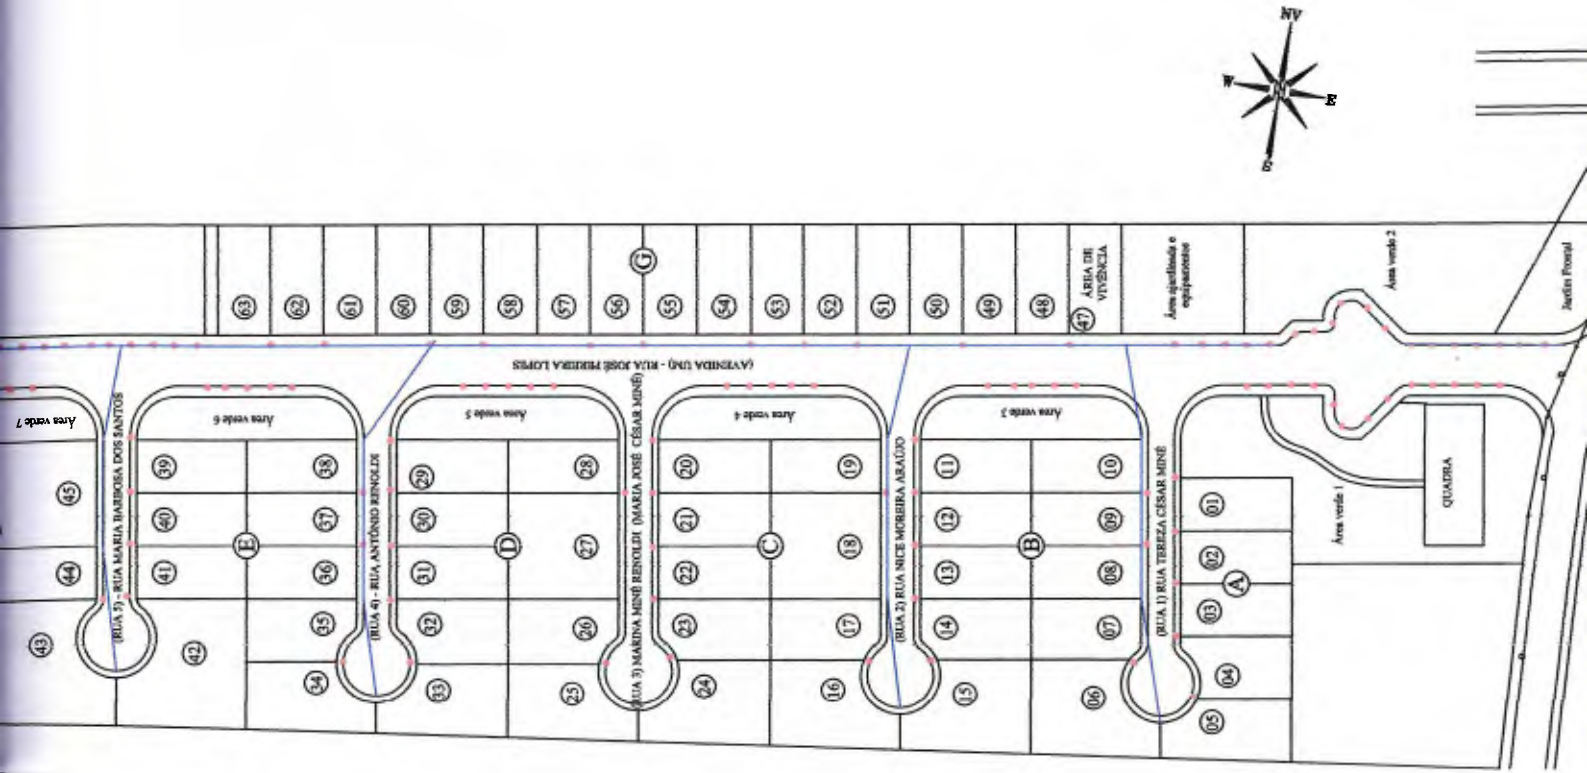 NV
W
E
S
63
62
61
60
59
58
57
56
G
55
54
53
52
51
50
49
48
47
ÁREA DE
VIVÊNCIA
Área ajardinada e
equipamentos
Área verde 2
Jardim Frontal
(AVENIDA UM) - RUA JOSÉ PEREIRA LOPES
Área verde 7
Área verde 6
Área verde 5
Área verde 4
Área verde 3
Área verde 1
QUADRA
(RUA 5) - RUA MARIA BARBOSA DOS SANTOS
(RUA 4) - RUA ANTÔNIO RENOLDI
(RUA 3) MARINA MINÉ RENOLDI (MARIA JOSÉ CÉSAR MINÉ)
(RUA 2) RUA NICE MOREIRA ARAÚJO
(RUA 1) RUA TEREZA CESAR MINÉ
45
44
43
39
40
41
42
E
38
37
36
35
34
29
30
31
32
33
D
28
27
26
25
20
21
22
23
24
C
19
18
17
16
11
12
13
14
15
B
10
09
08
07
06
01
02
03
A
04
05